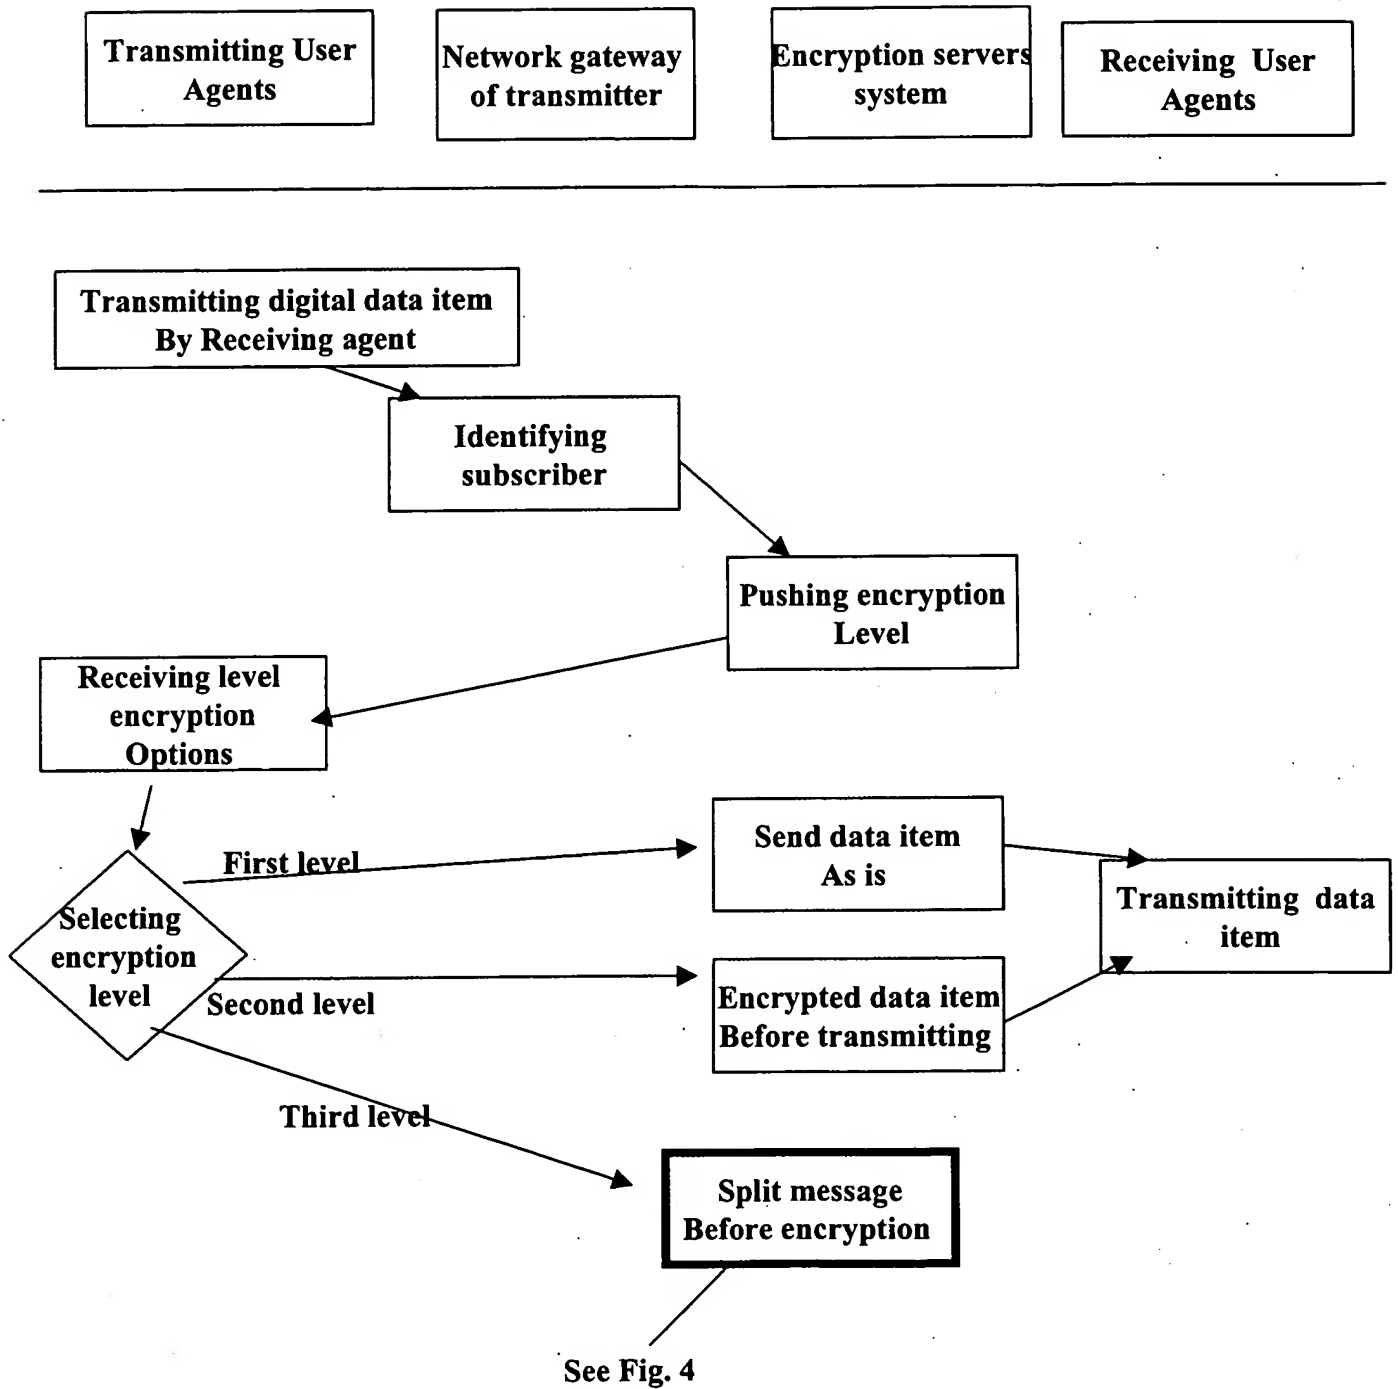 Transmitting User
Agents
Network gateway
of transmitter
Encryption servers
system
Receiving User
Agents
Transmitting digital data item
By Receiving agent
Identifying
subscriber
Pushing encryption
Level
Receiving level
encryption
Options
Selecting
encryption
level
First level
Second level
Third level
Send data item
As is
Encrypted data item
Before transmitting
Transmitting data
item
Split message
Before encryption
See Fig. 4